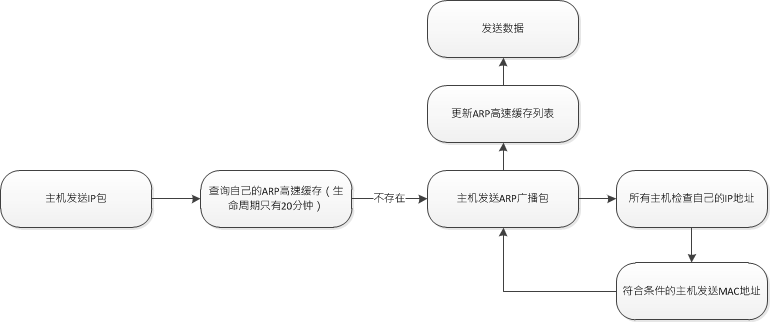 发送数据
更新ARP高速缓存列表
主机发送IP包
查询自己的ARP高速缓存（生
命周期只有20分钟）
不存在
主机发送ARP广播包
所有主机检查自己的IP地址
符合条件的主机发送MAC地址